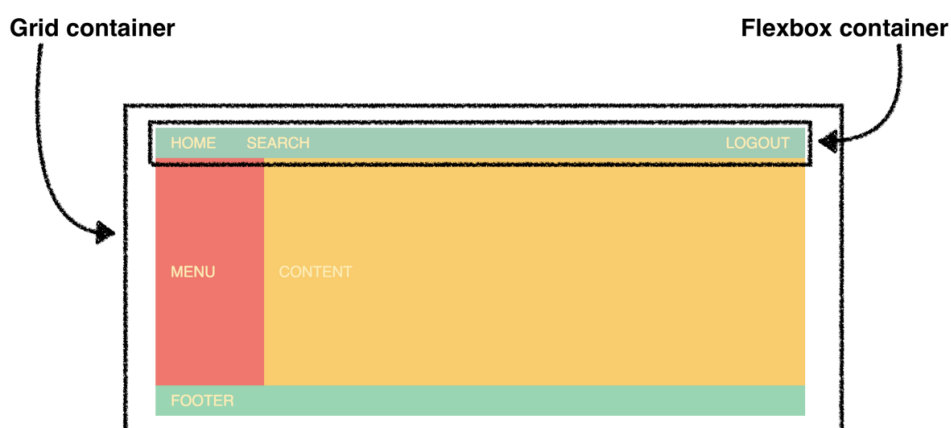 Grid container
Flexbox container
HOME SEARCH LOGOUT
MENU CONTENT
FOOTER